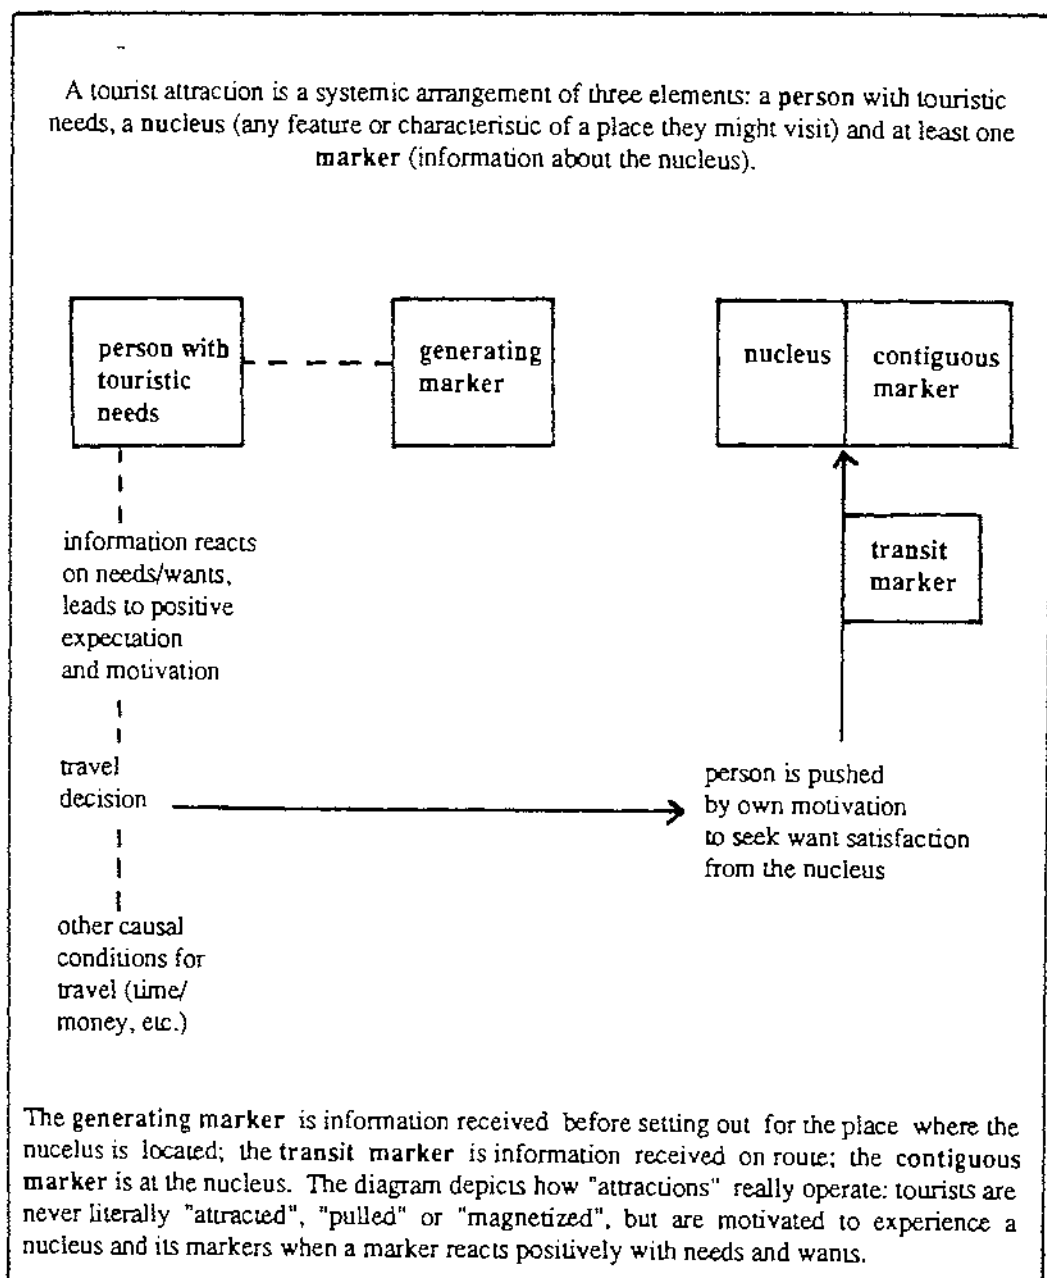 A tourist attraction is a systemic arrangement of three elements: a person with touristic
needs, a nucleus (any feature or characteristic of a place they might visit) and at least one
marker (information about the nucleus).
person with
touristic
needs
generating
marker
nucleus
contiguous
marker
transit
marker
information reacts
on needs/wants,
leads to positive
expectation
and motivation
travel
decision
person is pushed
by own motivation
to seek want satisfaction
from the nucleus
other causal
conditions for
travel (time/
money, etc.)
The generating marker is information received before setting out for the place where the
nucelus is located; the transit marker is information received on route; the contiguous
marker is at the nucleus. The diagram depicts how "attractions" really operate: tourists are
never literally "attracted", "pulled" or "magnetized", but are motivated to experience a
nucleus and its markers when a marker reacts positively with needs and wants.